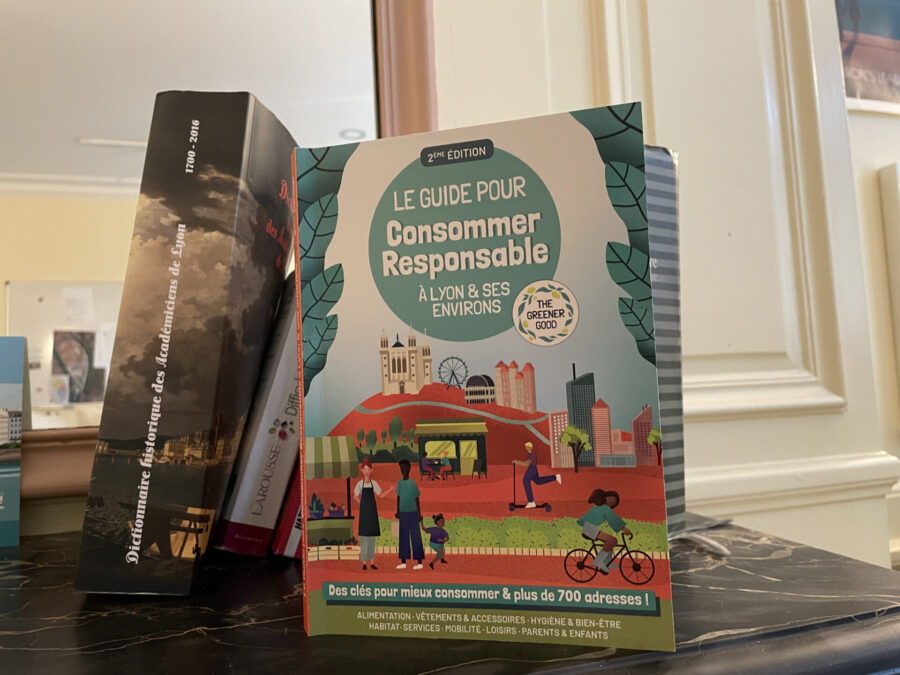 1700 - 2016
Dictionnaire historique des Académiciens de Lyon
LAROUSSE
2ÈME ÉDITION
LE GUIDE POUR
Consommer
Responsable
À LYON & SES
ENVIRONS
THE
GREENER
GOOD
Des clés pour mieux consommer & plus de 700 adresses !
ALIMENTATION · VÊTEMENTS & ACCESSOIRES · HYGIÈNE & BIEN-ÊTRE
HABITAT · SERVICES · MOBILITÉ · LOISIRS · PARENTS & ENFANTS